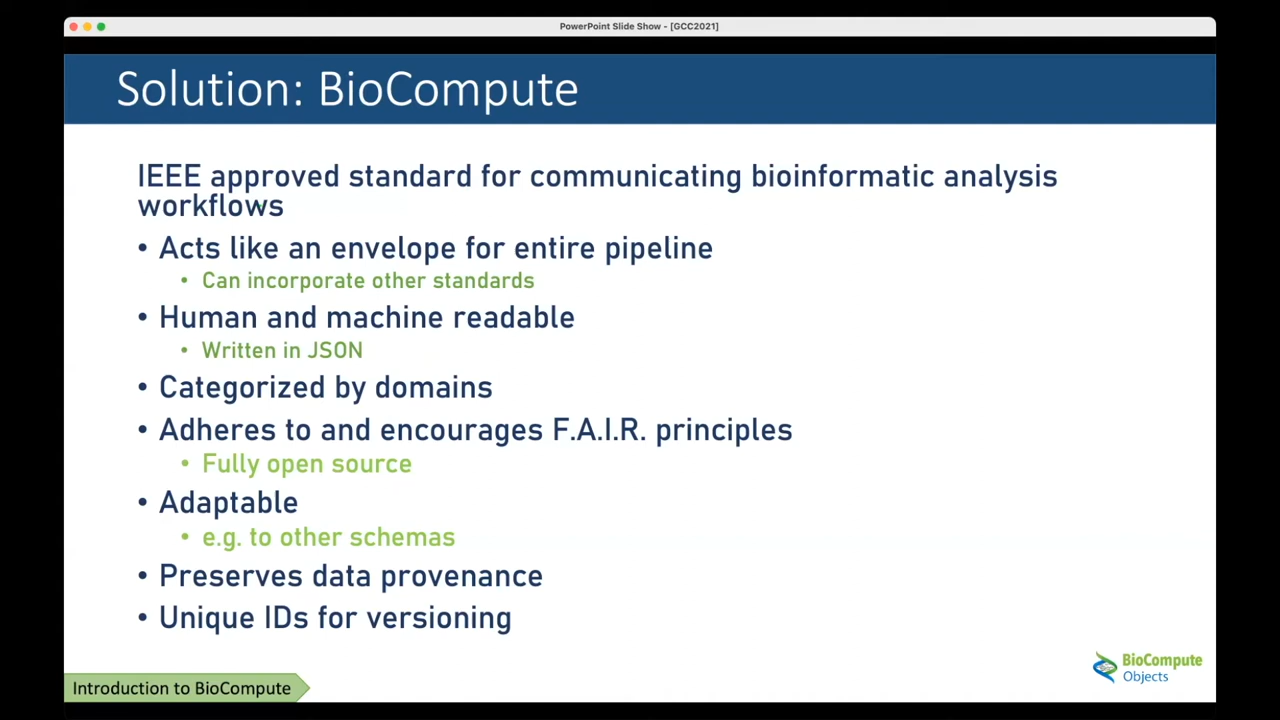 PowerPoint Slide Show - [GCC2021]
Solution: BioCompute
IEEE approved standard for communicating bioinformatic analysis
workflows
• Acts like an envelope for entire pipeline
• Can incorporate other standards
• Human and machine readable
• Written in JSON
• Categorized by domains
• Adheres to and encourages F.A.I.R. principles
• Fully open source
• Adaptable
• e.g. to other schemas
• Preserves data provenance
• Unique IDs for versioning
Introduction to BioCompute
BioCompute
Objects